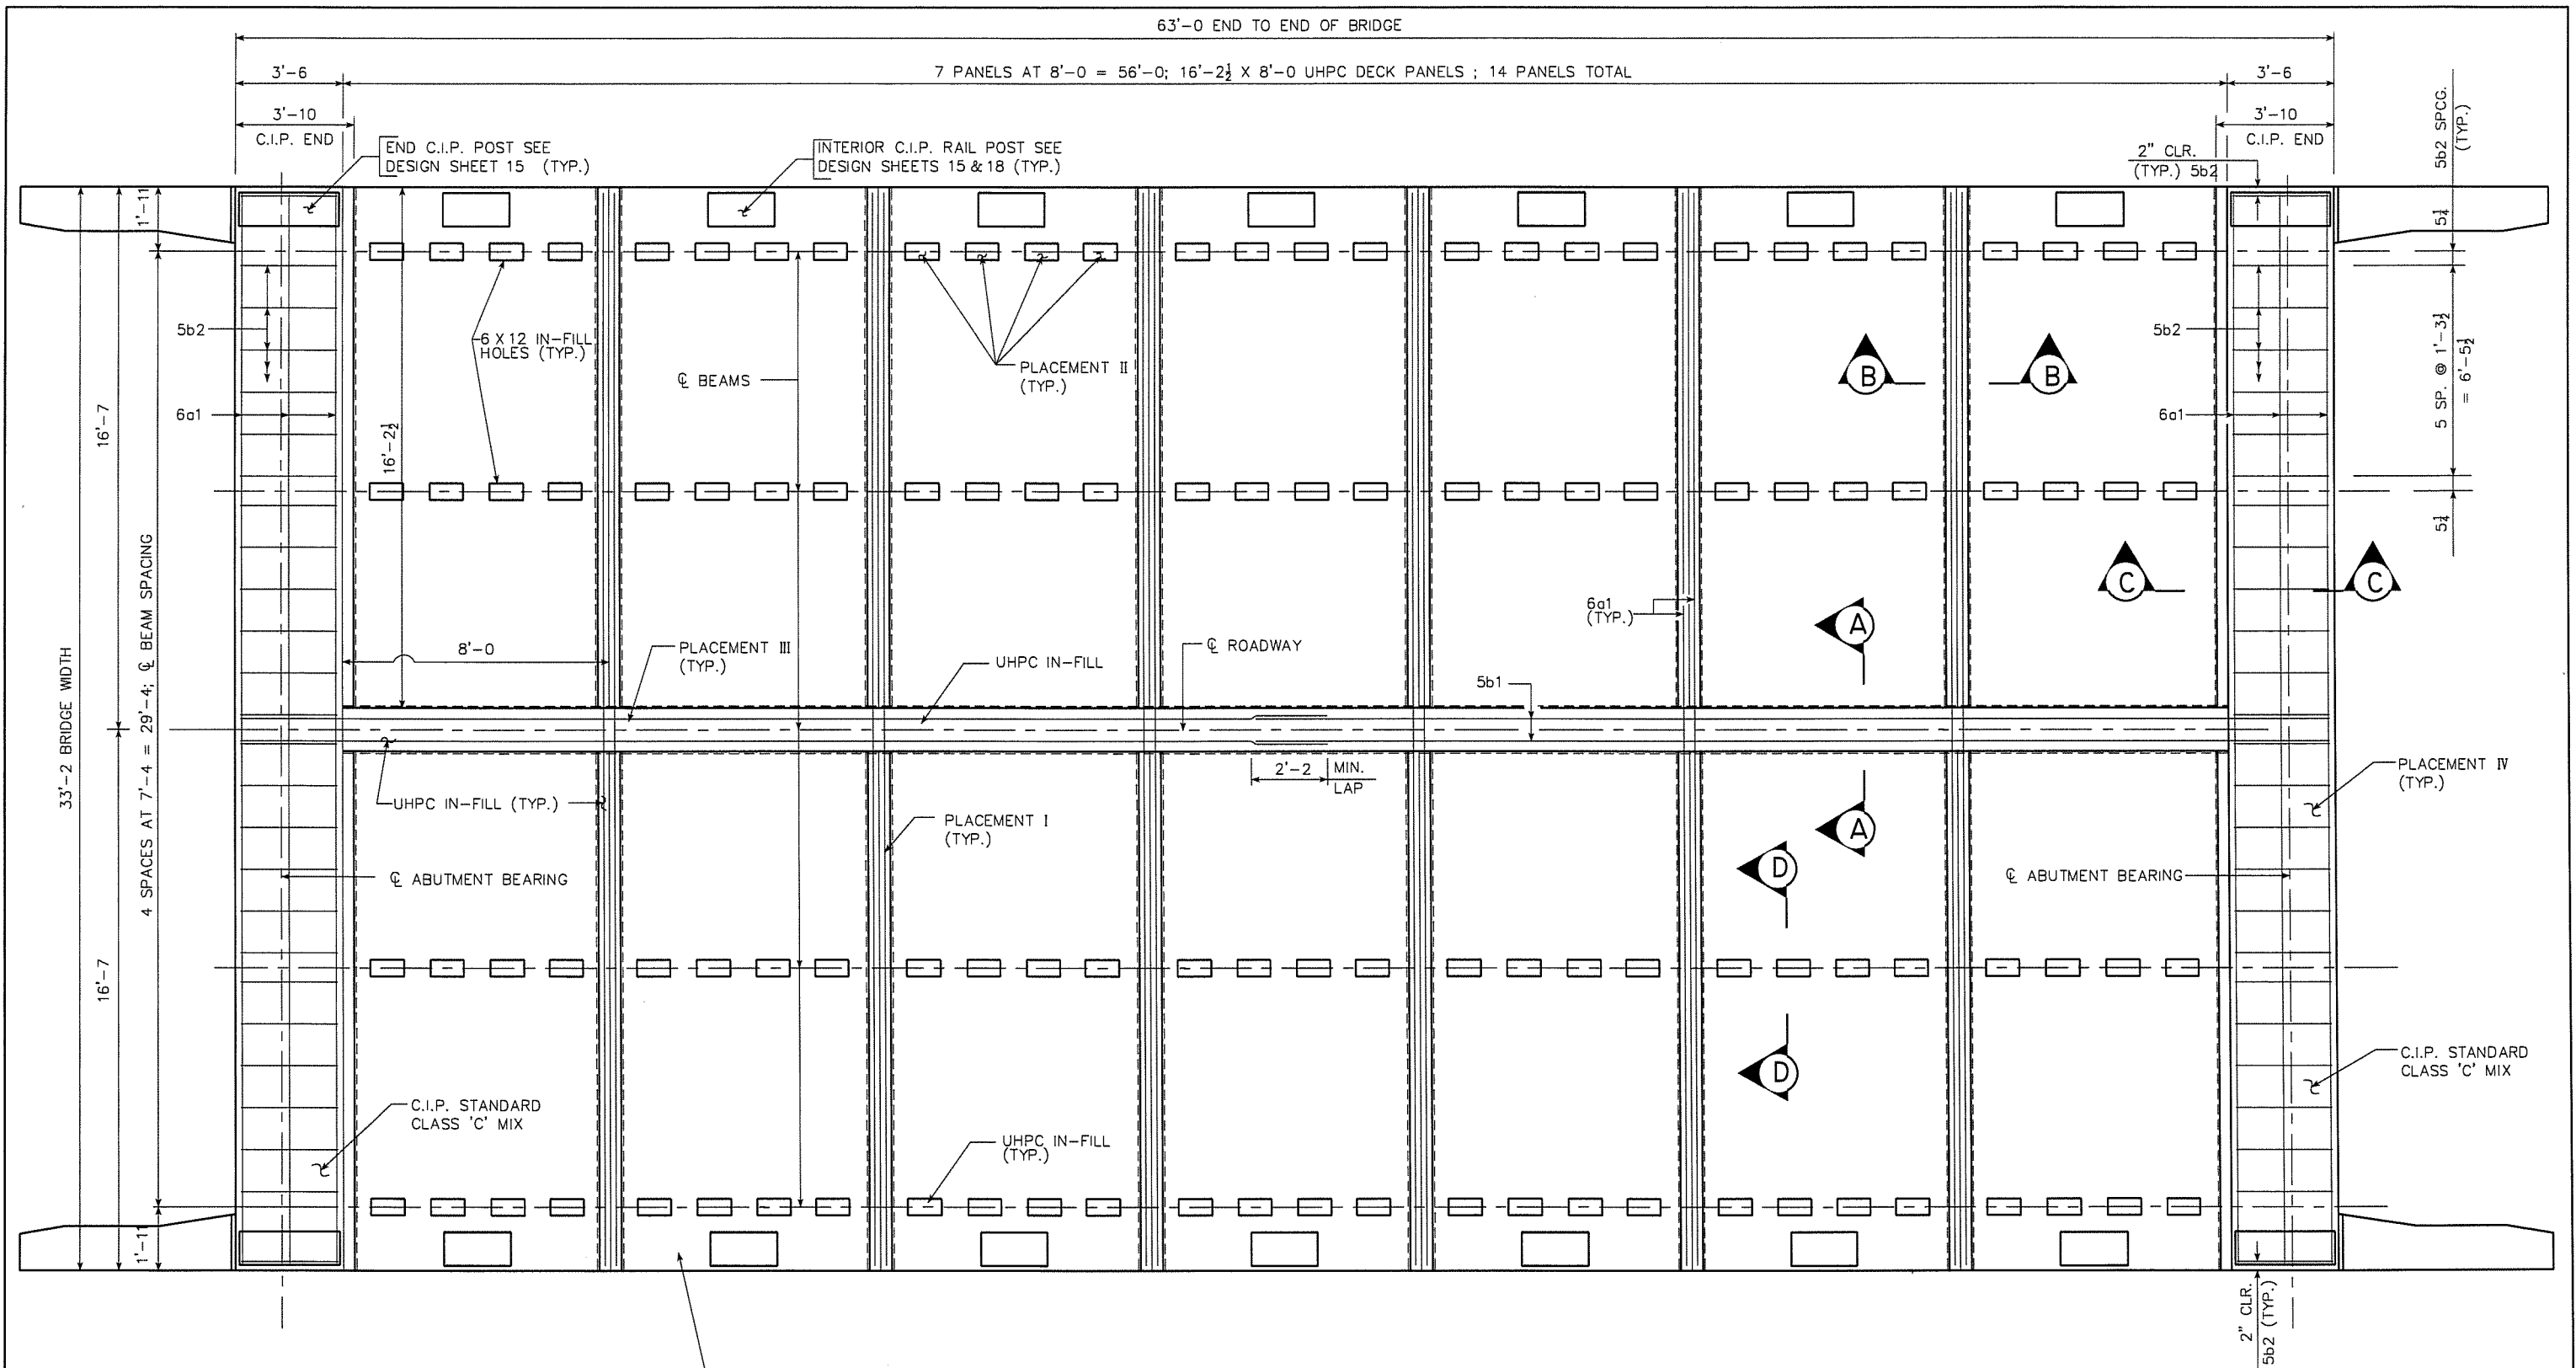 63'-0 END TO END OF BRIDGE
3'-6
7 PANELS AT 8'-0 = 56'-0; 16'-2½ X 8'-0 UHPC DECK PANELS ; 14 PANELS TOTAL
3'-6
3'-10
C.I.P. END
END C.I.P. POST SEE
DESIGN SHEET 15 (TYP.)
INTERIOR C.I.P. RAIL POST SEE
DESIGN SHEETS 15 & 18 (TYP.)
2" CLR.
(TYP.) 5b2
3'-10
C.I.P. END
5b2 SPCG.
(TYP.)
1'-11
5¼
5b2
6 X 12 IN-FILL
HOLES (TYP.)
℄ BEAMS
PLACEMENT II
(TYP.)
B
B
5b2
5 SP. @ 1'-3½
= 6'-5½
6a1
6a1
16'-7
16'-2½
5¼
4 SPACES AT 7'-4 = 29'-4; ℄ BEAM SPACING
33'-2 BRIDGE WIDTH
C
C
6a1
(TYP.)
A
8'-0
PLACEMENT III
(TYP.)
UHPC IN-FILL
℄ ROADWAY
5b1
2'-2
MIN.
LAP
UHPC IN-FILL (TYP.)
PLACEMENT I
(TYP.)
A
PLACEMENT IV
(TYP.)
D
℄ ABUTMENT BEARING
℄ ABUTMENT BEARING
16'-7
D
C.I.P. STANDARD
CLASS 'C' MIX
C.I.P. STANDARD
CLASS 'C' MIX
UHPC IN-FILL
(TYP.)
1'-11
2" CLR.
5b2 (TYP.)